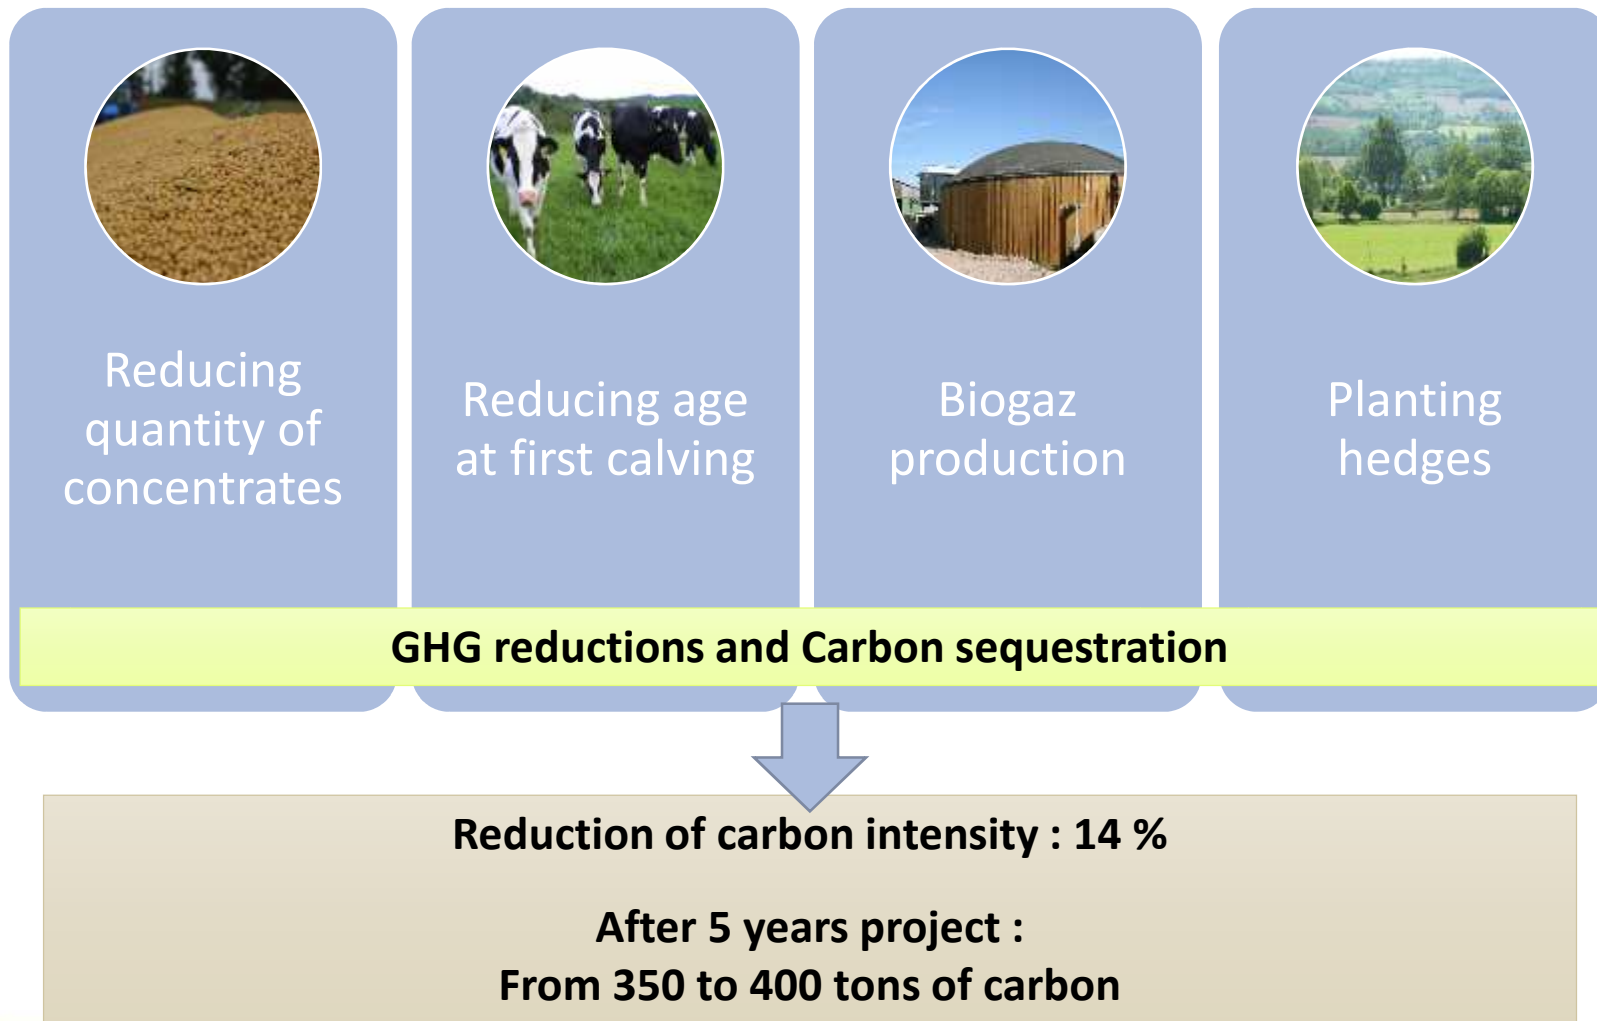 Reducing
quantity of
concentrates
Reducing age
at first calving
Biogaz
production
Planting
hedges
GHG reductions and Carbon sequestration
Reduction of carbon intensity : 14 %
After 5 years project :
From 350 to 400 tons of carbon